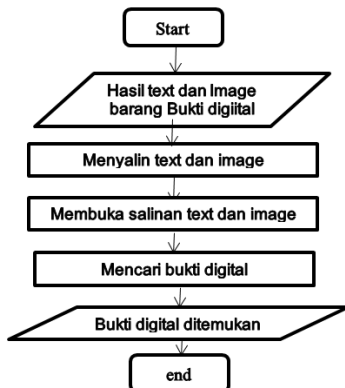 Start
Hasil text dan Image
barang Bukti digiital
Menyalin text dan image
Membuka salinan text dan image
Mencari bukti digital
Bukti digital ditemukan
end